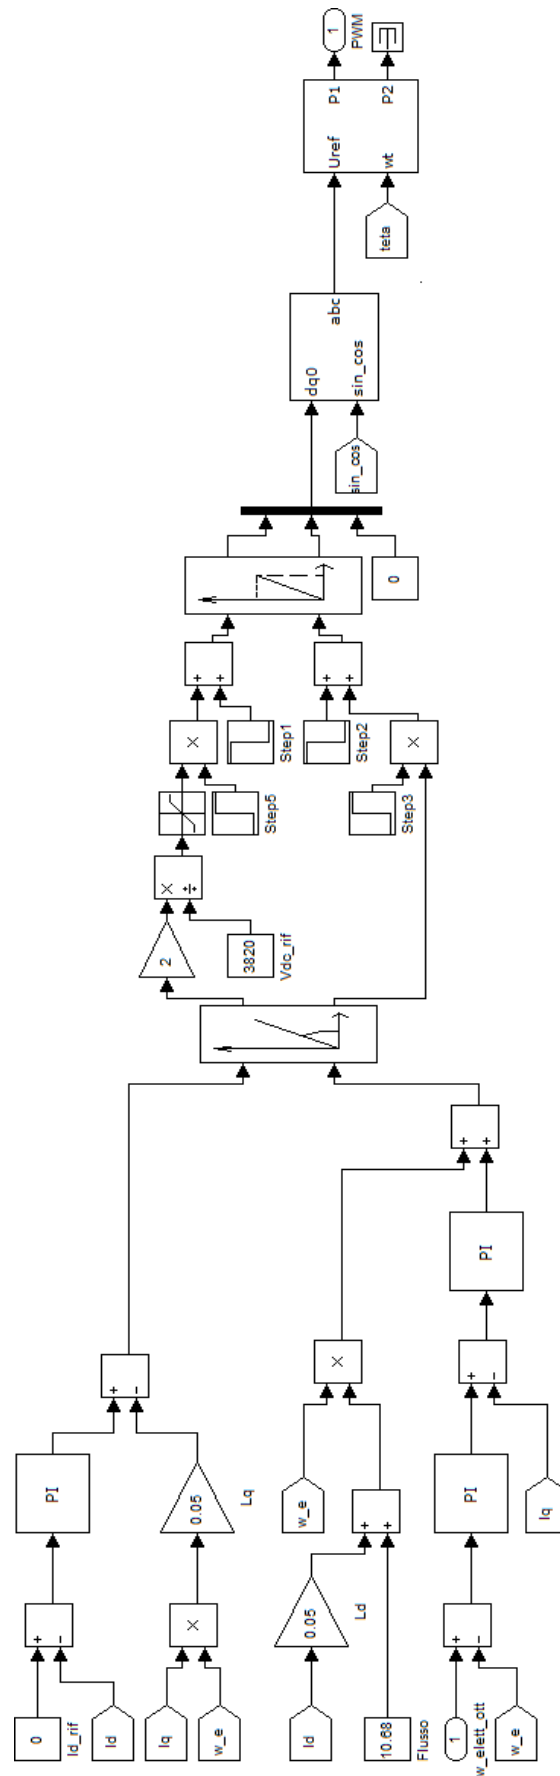 0
Id_rif
Id
+
-
PI
+
-
Iq
w_e
×
0.05
Lq
Id
0.05
Ld
10.68
Flusso
+
+
w_e
×
1
w_elett_ott
w_e
+
-
PI
Iq
+
-
PI
+
+
2
3820
Vdc_rif
×
÷
Step5
×
Step1
+
+
Step2
Step3
×
+
+
0
dq0
sin_cos
abc
sin_cos
teta
Uref
wt
P1
P2
1
PWM